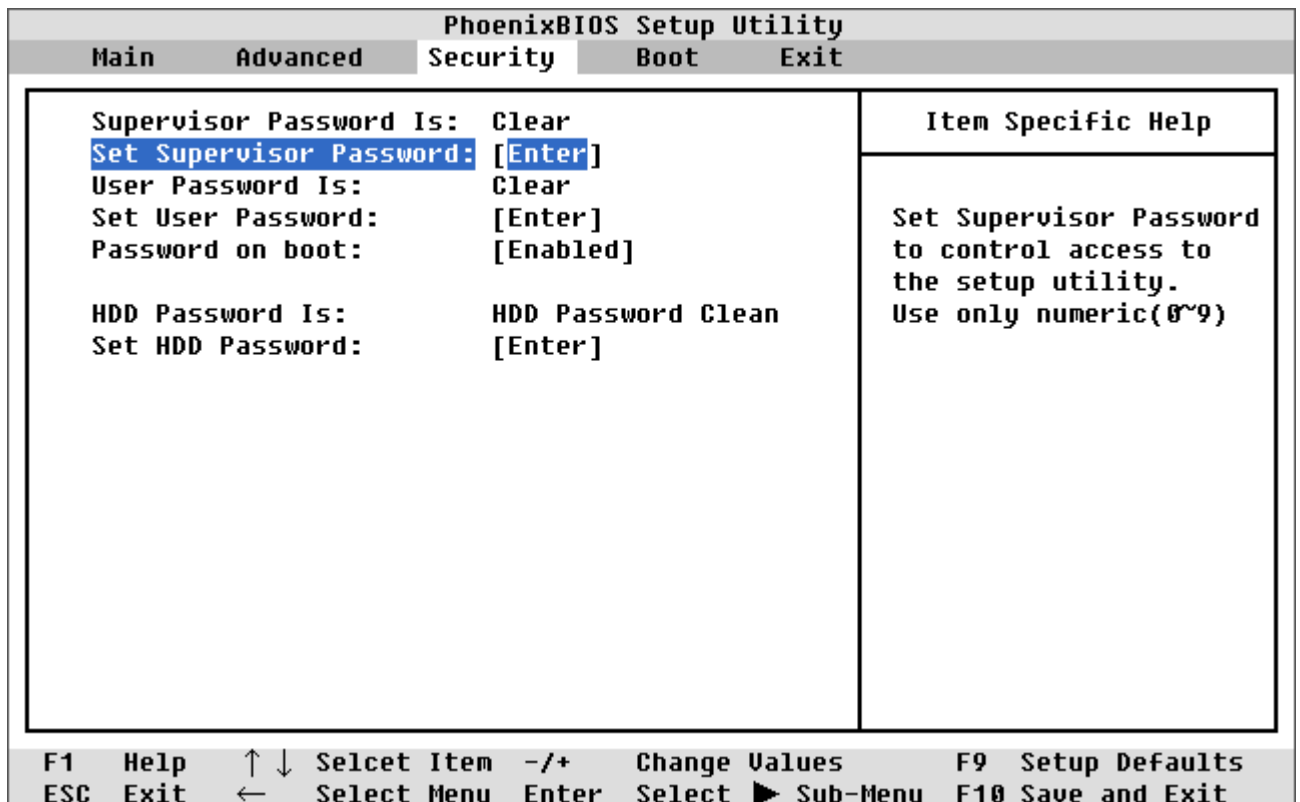 PhoenixBIOS Setup Utility
Main Advanced Security Boot Exit
Supervisor Password Is: Clear
Set Supervisor Password: [Enter]
User Password Is: Clear
Set User Password: [Enter]
Password on boot: [Enabled]
HDD Password Is: HDD Password Clean
Set HDD Password: [Enter]
Item Specific Help
Set Supervisor Password
to control access to
the setup utility.
Use only numeric(0~9)
F1 Help ↑ ↓ Selcet Item -/+ Change Values F9 Setup Defaults
ESC Exit ← Select Menu Enter Select ▶ Sub-Menu F10 Save and Exit